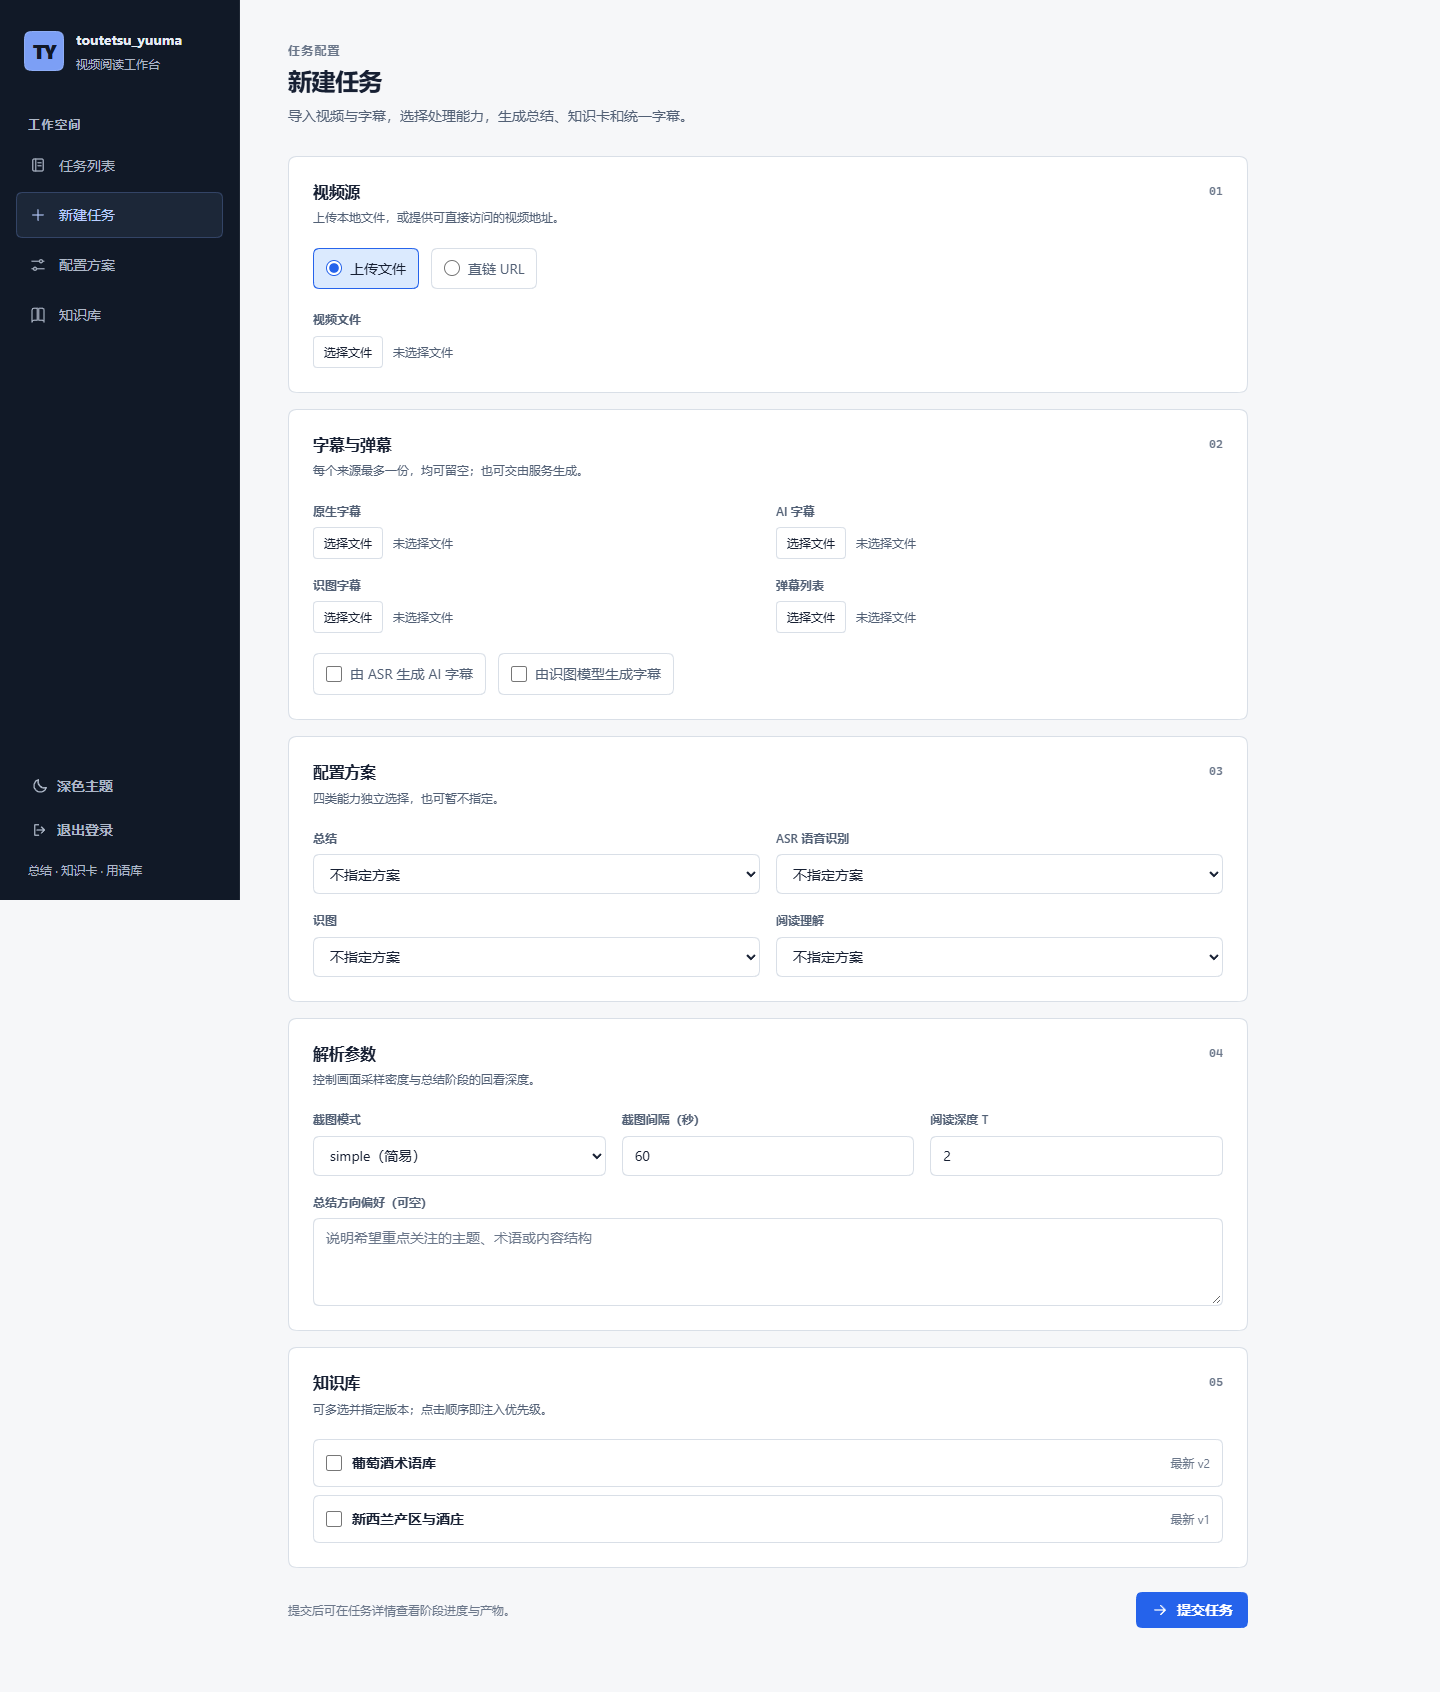 TY
toutetsu_yuuma
视频阅读工作台
工作空间
任务列表
新建任务
配置方案
知识库
深色主题
退出登录
总结 · 知识卡 · 用语库
任务配置
新建任务
导入视频与字幕，选择处理能力，生成总结、知识卡和统一字幕。
视频源
01
上传本地文件，或提供可直接访问的视频地址。
上传文件
直链 URL
视频文件
选择文件 未选择文件
字幕与弹幕
02
每个来源最多一份，均可留空；也可交由服务生成。
原生字幕
AI 字幕
选择文件 未选择文件
选择文件 未选择文件
识图字幕
弹幕列表
选择文件 未选择文件
选择文件 未选择文件
由 ASR 生成 AI 字幕
由识图模型生成字幕
配置方案
03
四类能力独立选择，也可暂不指定。
总结
ASR 语音识别
不指定方案
不指定方案
识图
阅读理解
不指定方案
不指定方案
解析参数
04
控制画面采样密度与总结阶段的回看深度。
截图模式
截图间隔（秒）
阅读深度 T
simple（简易）
60
2
总结方向偏好（可空）
说明希望重点关注的主题、术语或内容结构
知识库
05
可多选并指定版本；点击顺序即注入优先级。
葡萄酒术语库
最新 v2
新西兰产区与酒庄
最新 v1
提交后可在任务详情查看阶段进度与产物。
提交任务